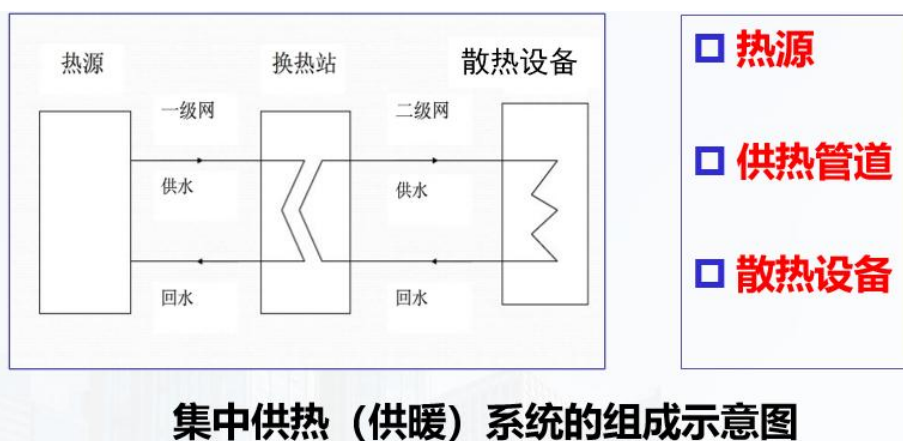 热源
换热站
散热设备
一级网
二级网
供水
供水
回水
回水
热源
供热管道
散热设备
集中供热（供暖）系统的组成示意图